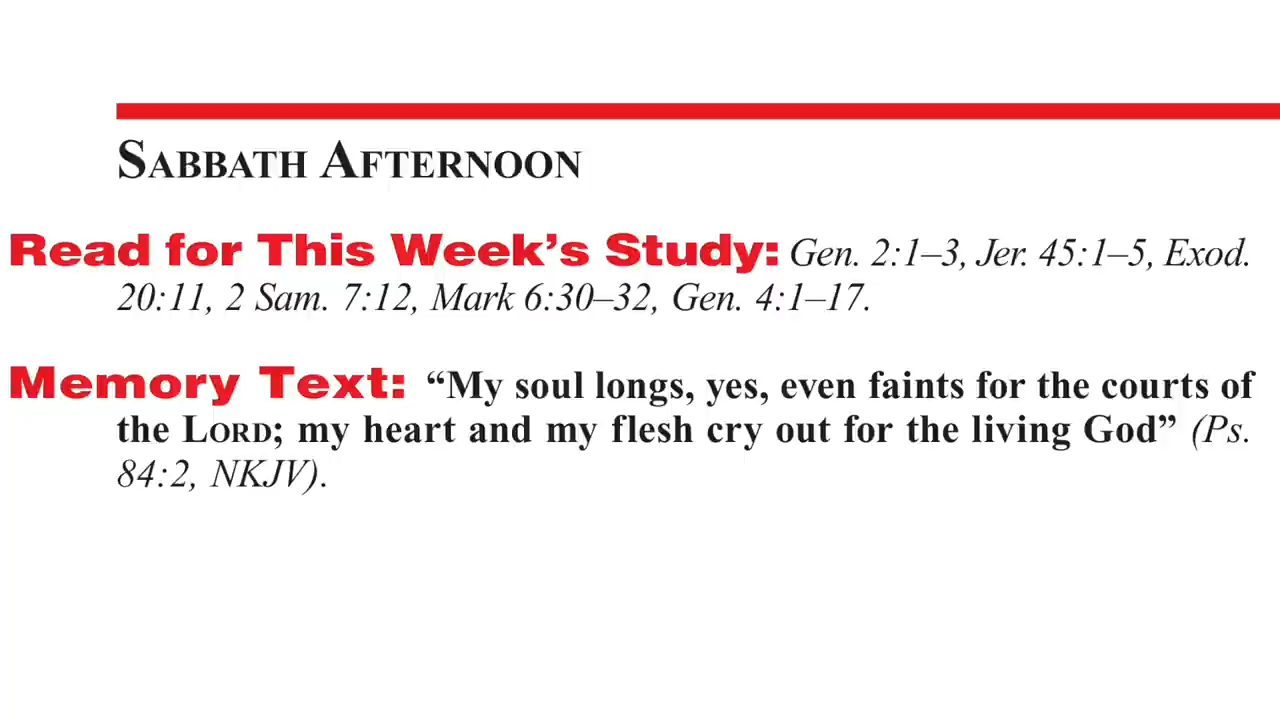 SABBATH AFTERNOON
Read for This Week’s Study: Gen. 2:1–3, Jer. 45:1–5, Exod.
20:11, 2 Sam. 7:12, Mark 6:30–32, Gen. 4:1–17.
Memory Text: “My soul longs, yes, even faints for the courts of
the LORD; my heart and my flesh cry out for the living God” (Ps.
84:2, NKJV).